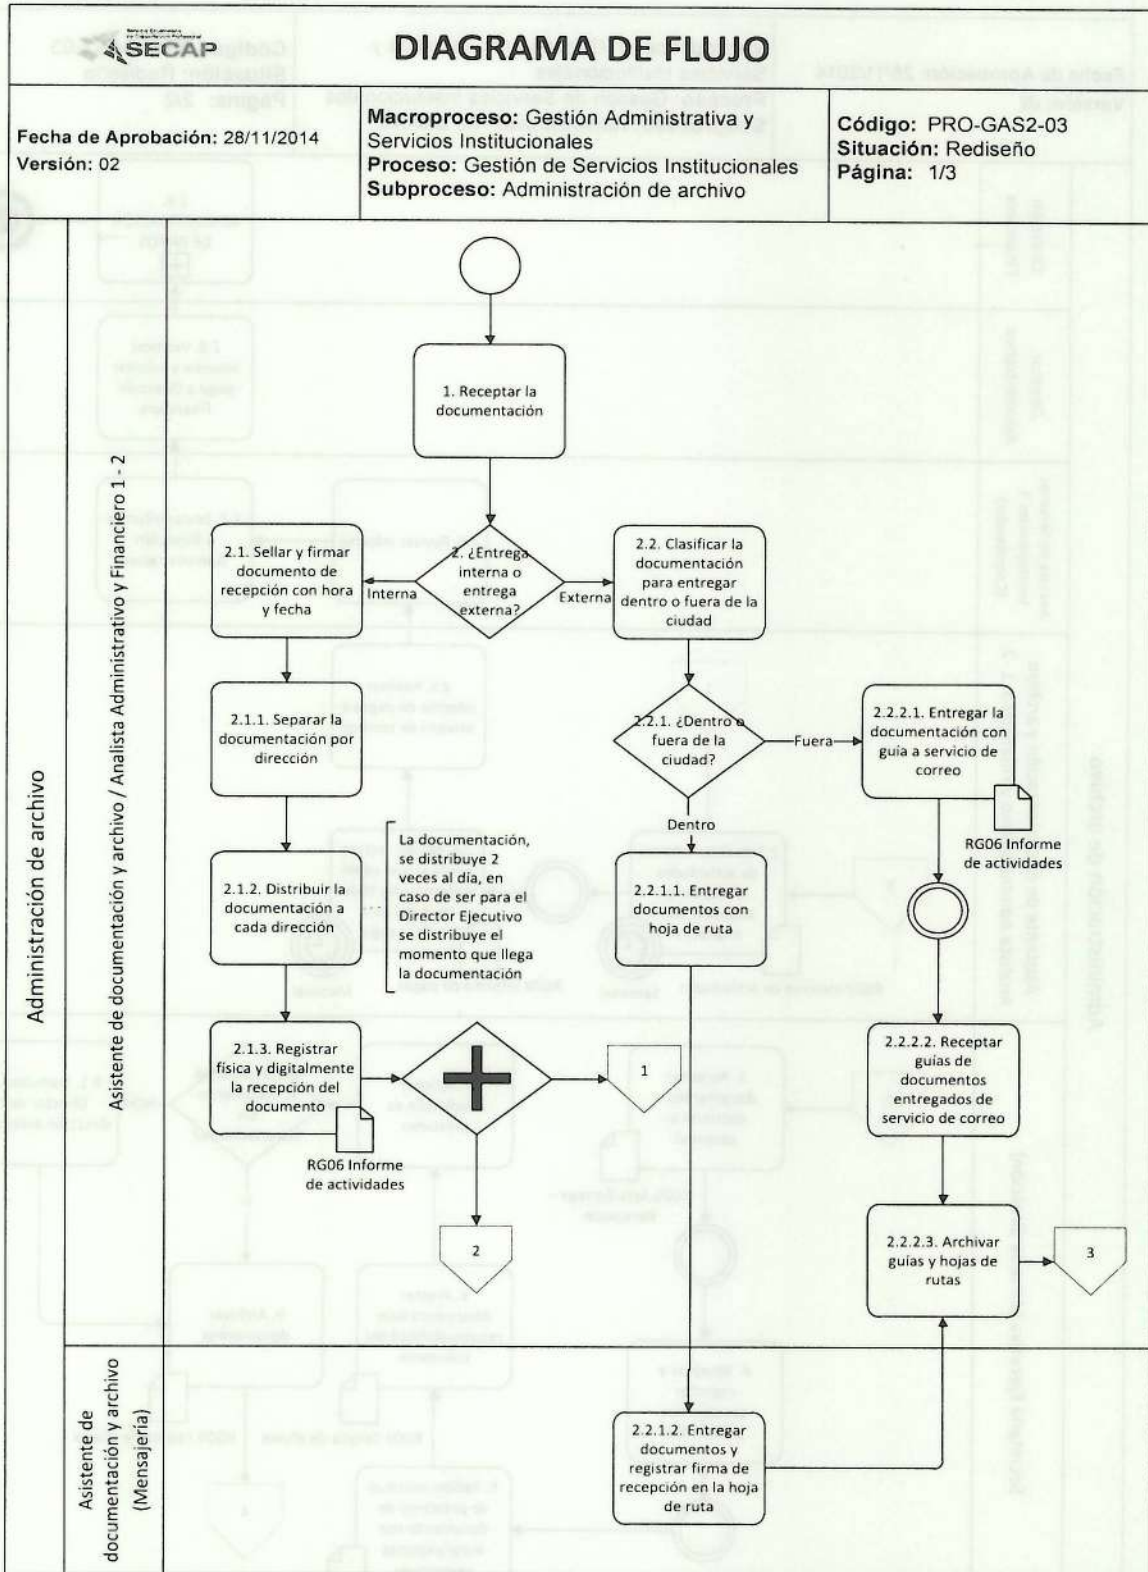 Servicio Ecuatoriano
de Capacitación Profesional
SECAP
DIAGRAMA DE FLUJO
Fecha de Aprobación: 28/11/2014
Versión: 02
Macroproceso: Gestión Administrativa y
Servicios Institucionales
Proceso: Gestión de Servicios Institucionales
Subproceso: Administración de archivo
Código: PRO-GAS2-03
Situación: Rediseño
Página: 1/3
Administración de archivo
Asistente de documentación y archivo / Analista Administrativo y Financiero 1 - 2
1. Receptar la
documentación
2. ¿Entrega
interna o
entrega
externa?
Interna
Externa
2.1. Sellar y firmar
documento de
recepción con hora
y fecha
2.2. Clasificar la
documentación
para entregar
dentro o fuera de la
ciudad
2.1.1. Separar la
documentación por
dirección
2.2.1. ¿Dentro o
fuera de la
ciudad?
Fuera
Dentro
2.2.2.1. Entregar la
documentación con
guía a servicio de
correo
RG06 Informe
de actividades
2.1.2. Distribuir la
documentación a
cada dirección
La documentación,
se distribuye 2
veces al día, en
caso de ser para el
Director Ejecutivo
se distribuye el
momento que llega
la documentación
2.2.1.1. Entregar
documentos con
hoja de ruta
2.1.3. Registrar
física y digitalmente
la recepción del
documento
RG06 Informe
de actividades
1
2
2.2.2.2. Receptar
guías de
documentos
entregados de
servicio de correo
2.2.2.3. Archivar
guías y hojas de
rutas
3
Asistente de
documentación y archivo
(Mensajería)
2.2.1.2. Entregar
documentos y
registrar firma de
recepción en la hoja
de ruta